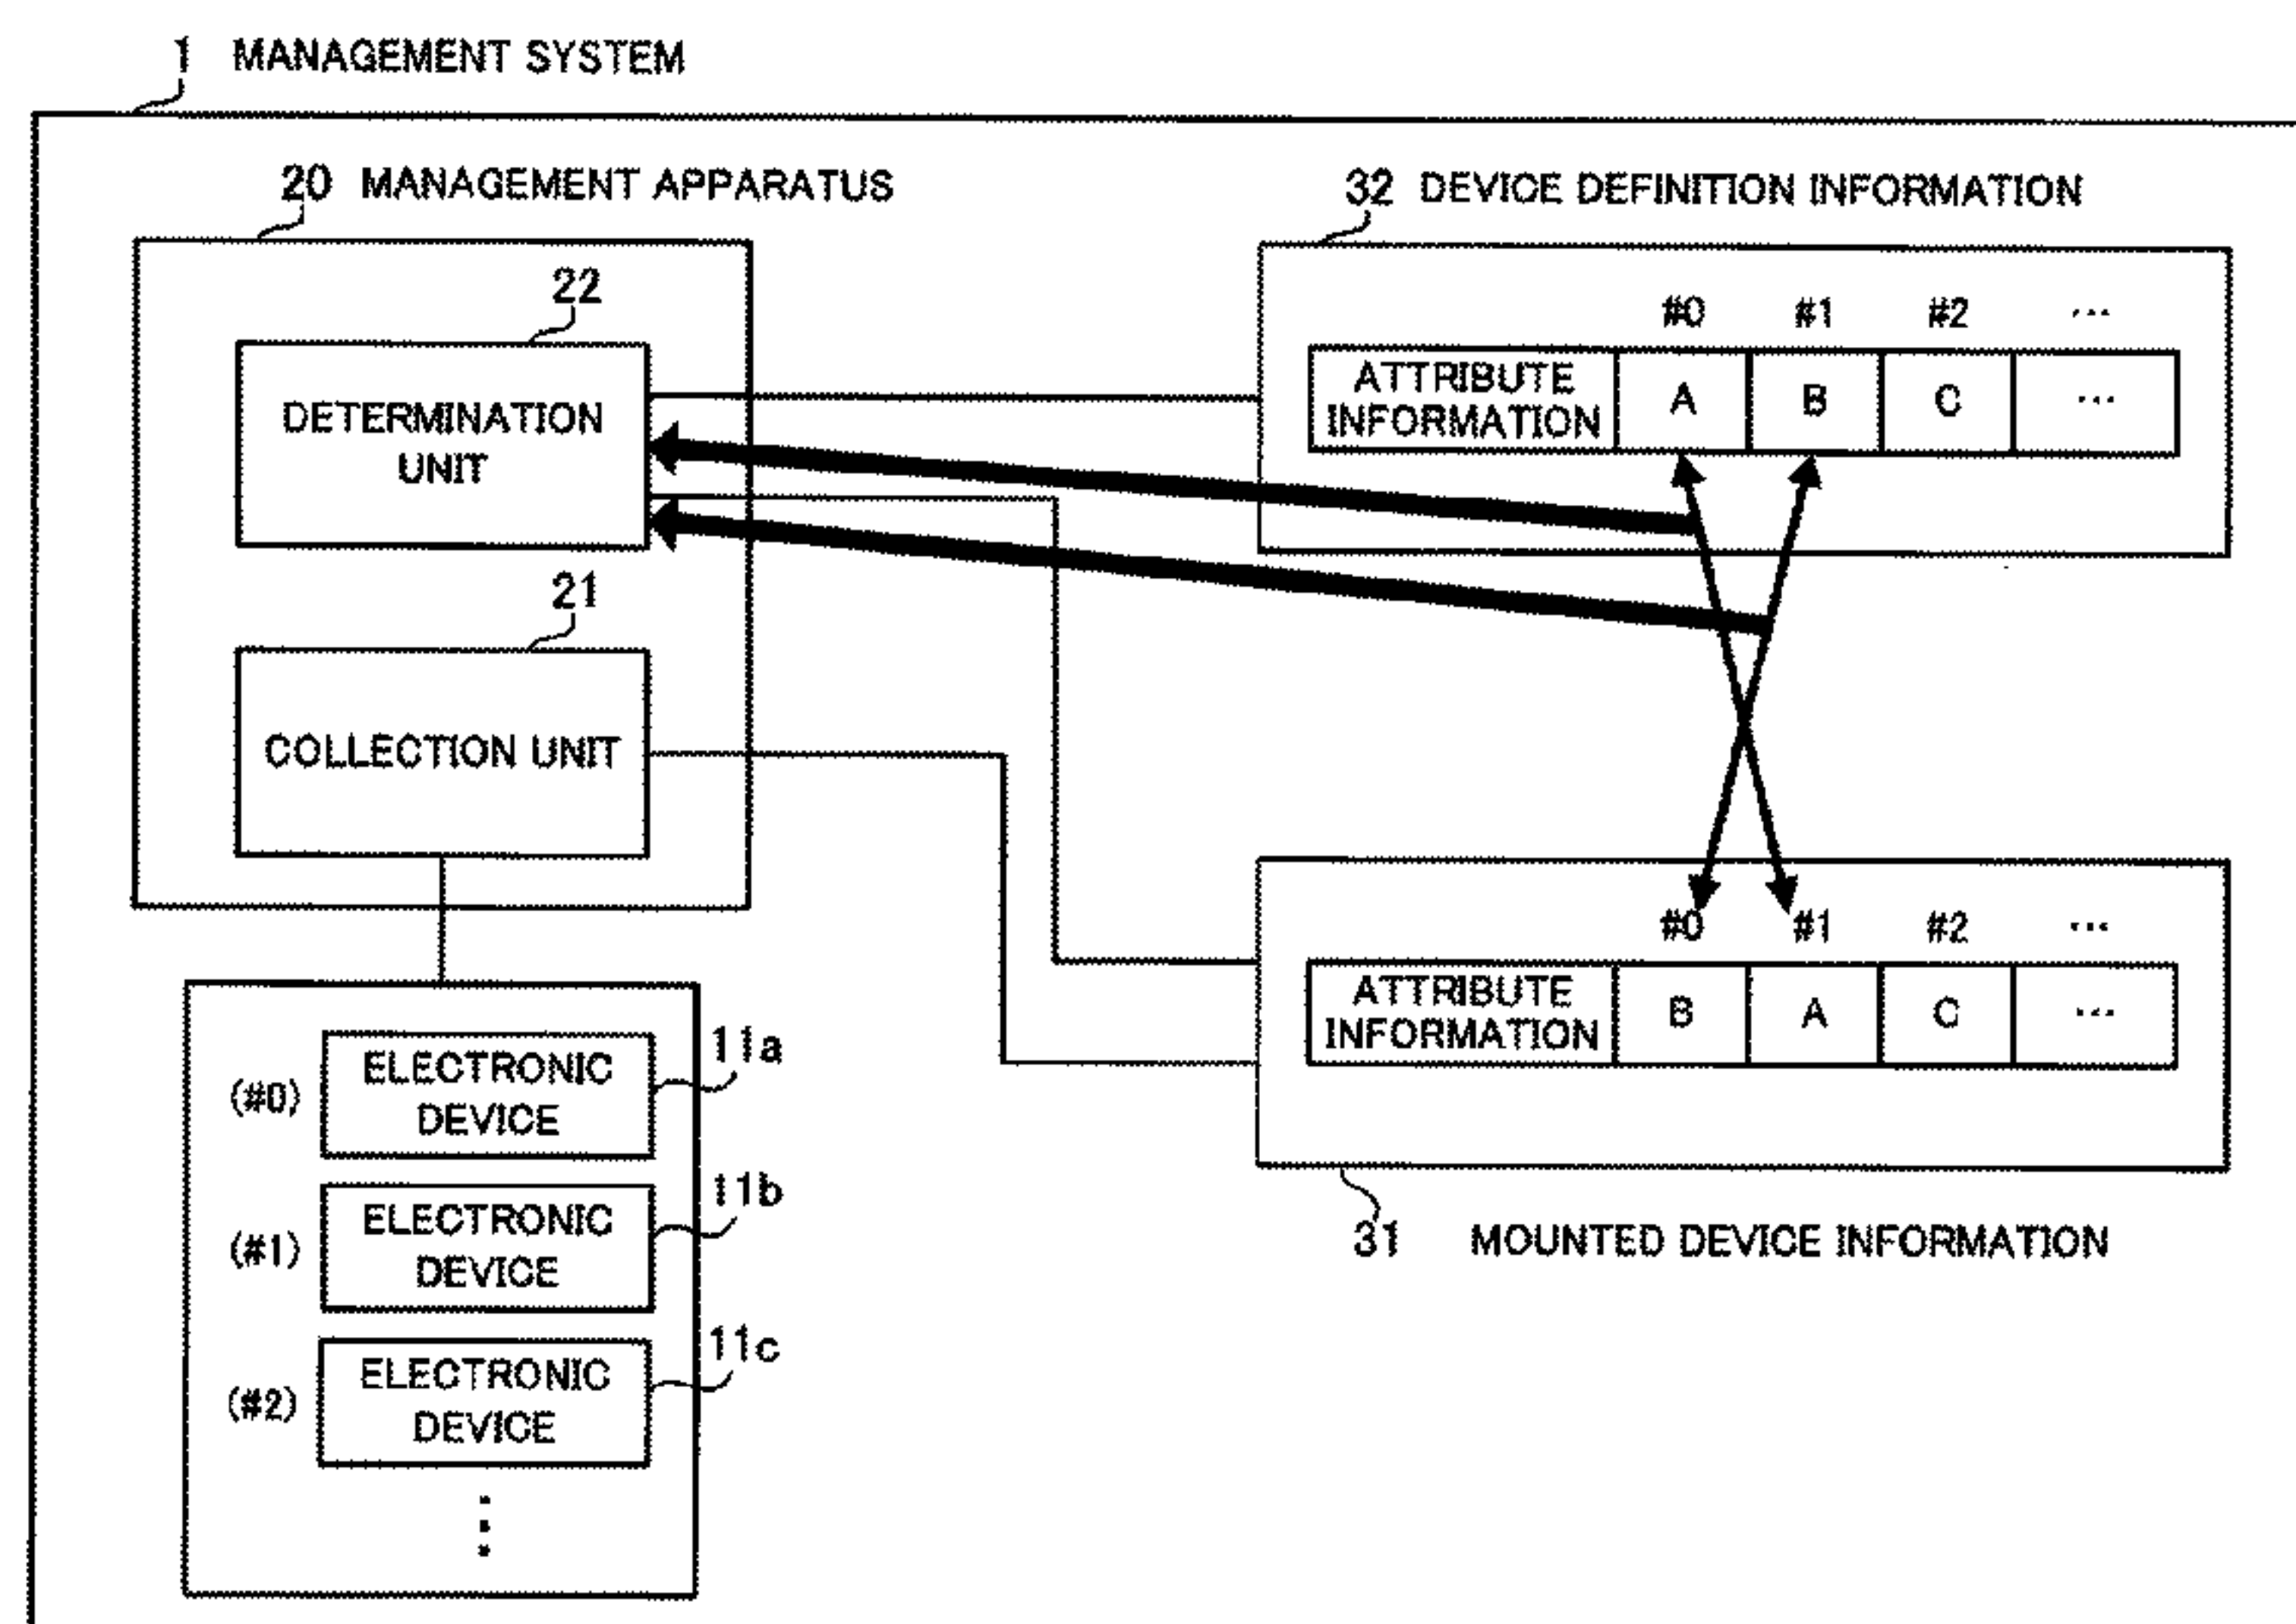 1 MANAGEMENT SYSTEM
20 MANAGEMENT APPARATUS
22
DETERMINATION
UNIT
21
COLLECTION UNIT
(#0)
ELECTRONIC
DEVICE
11a
(#1)
ELECTRONIC
DEVICE
11b
(#2)
ELECTRONIC
DEVICE
11c
32 DEVICE DEFINITION INFORMATION
#0 #1 #2 ...
ATTRIBUTE
INFORMATION
A B C ...
#0 #1 #2 ...
ATTRIBUTE
INFORMATION
B A C ...
31 MOUNTED DEVICE INFORMATION